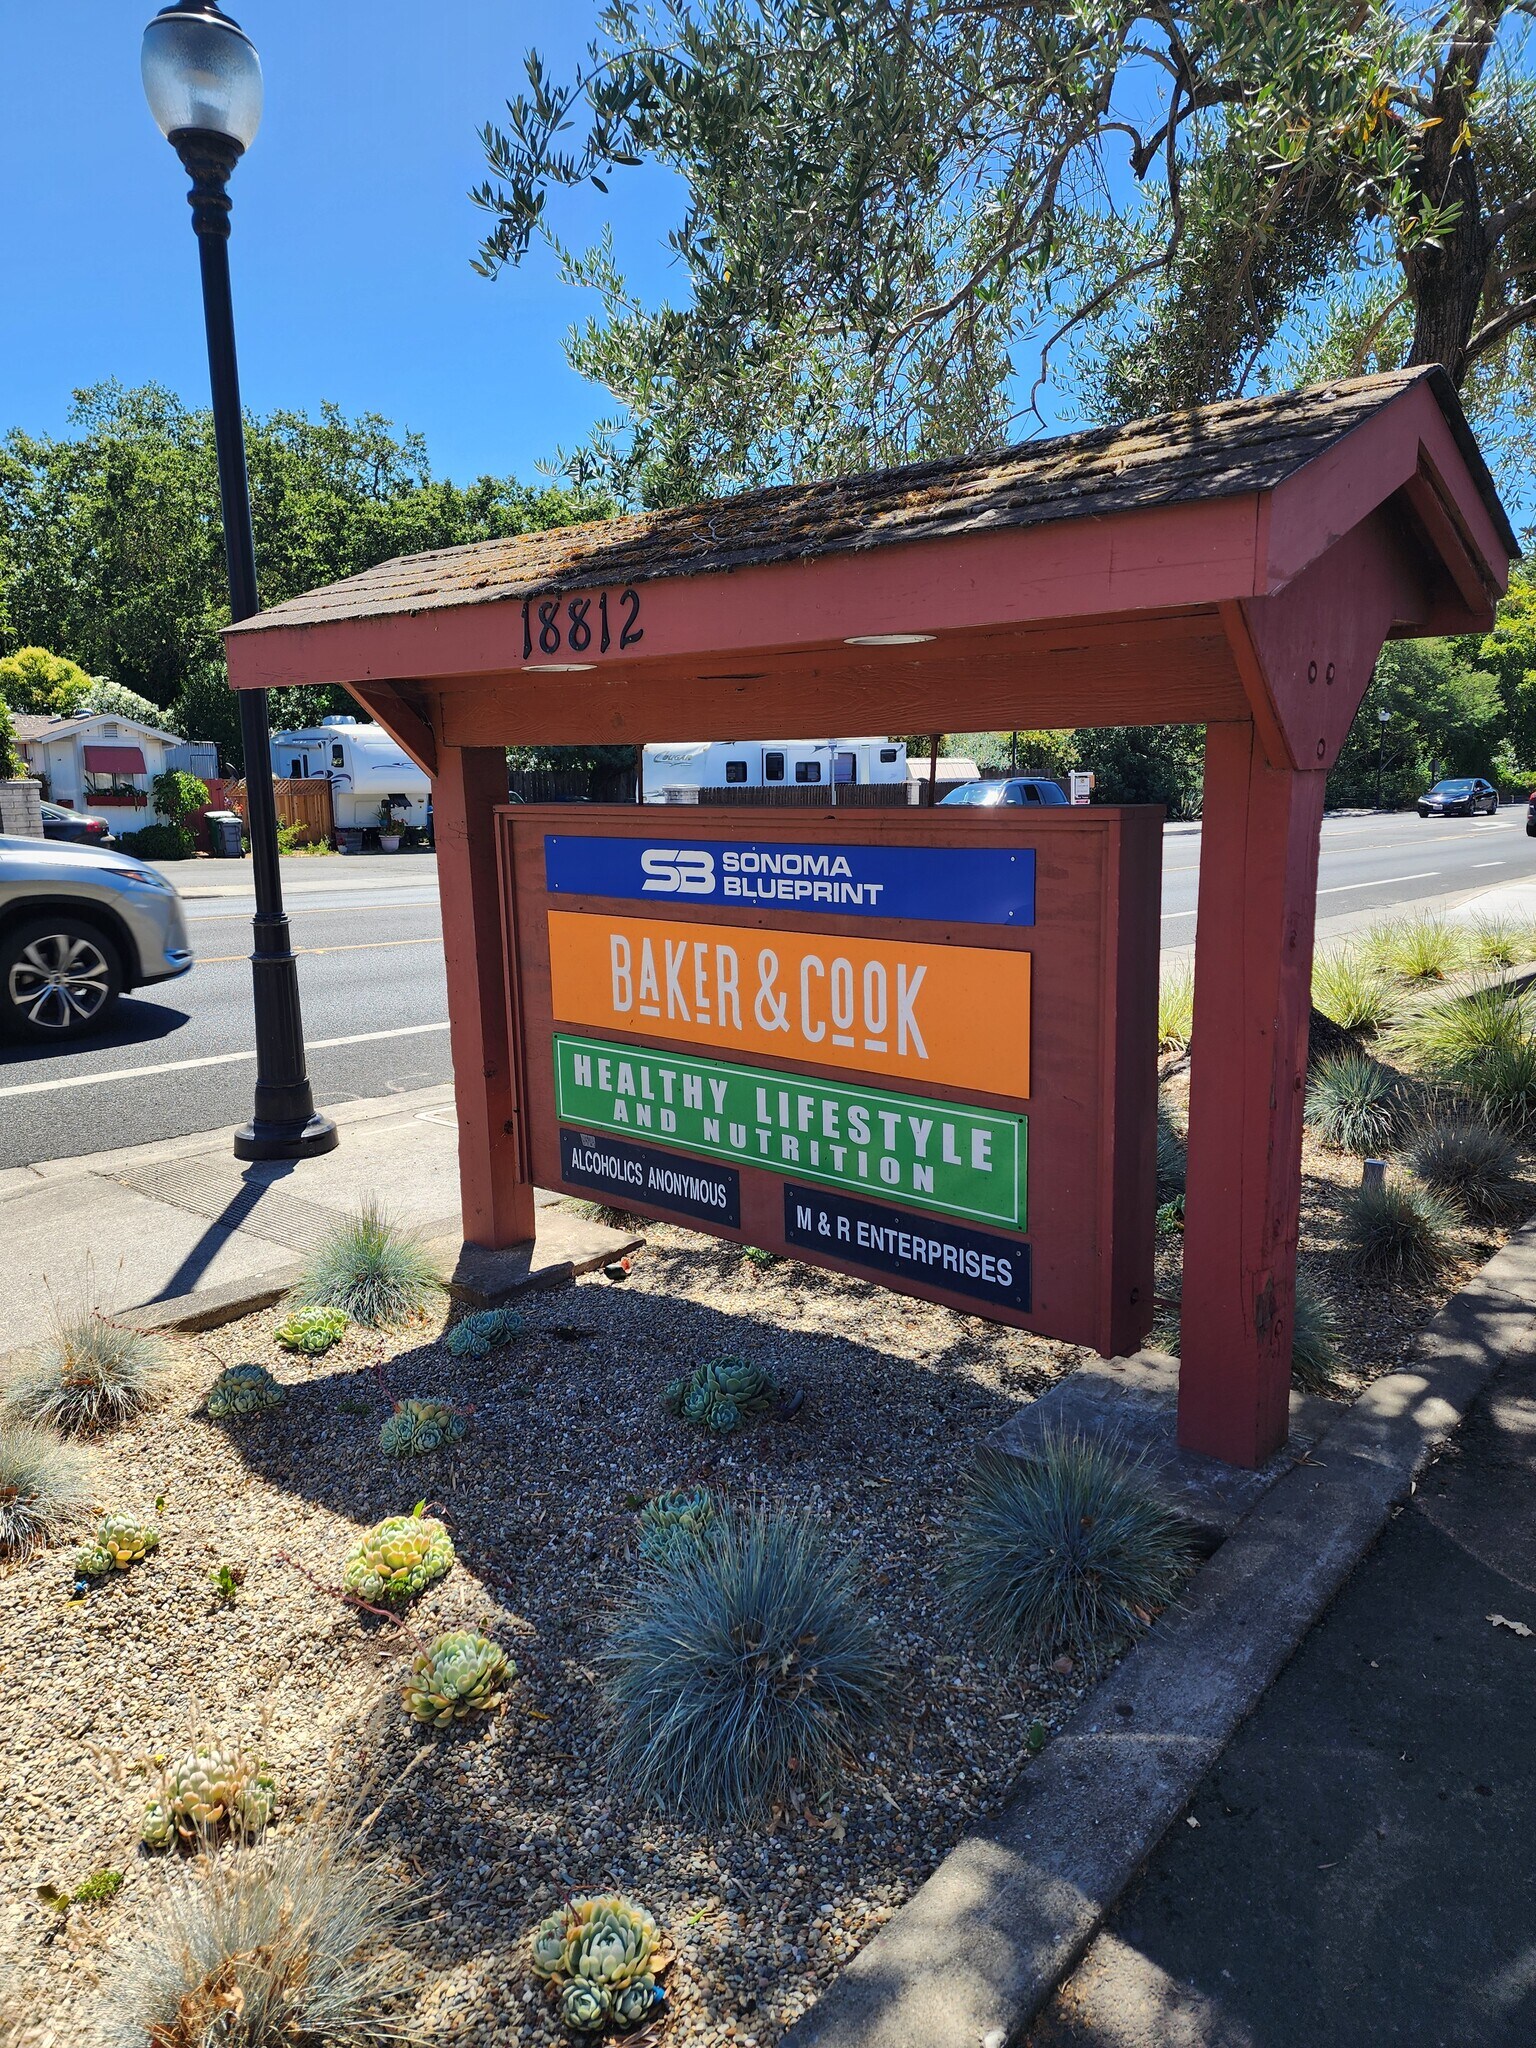 18812
SB SONOMA
BLUEPRINT
BAKER & COOK
HEALTHY LIFESTYLE
AND NUTRITION
ALCOHOLICS ANONYMOUS
M & R ENTERPRISES